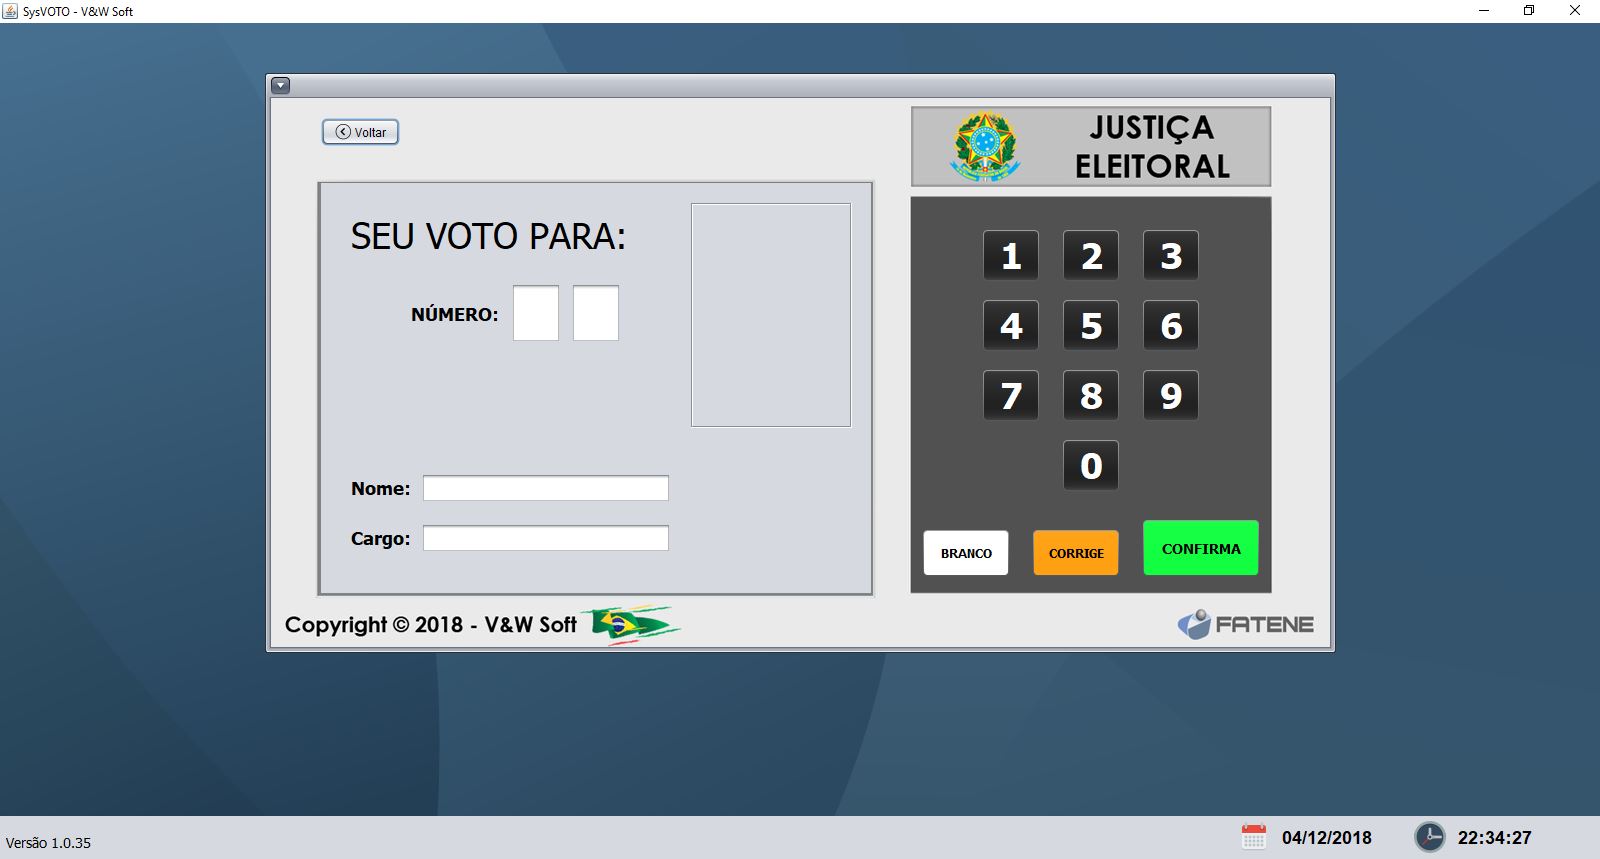 SysVOTO - V&W Soft
Voltar
JUSTIÇA
ELEITORAL
SEU VOTO PARA:
NÚMERO:
Nome:
Cargo:
1 2 3
4 5 6
7 8 9
0
BRANCO CORRIGE CONFIRMA
Copyright © 2018 - V&W Soft
FATENE
Versão 1.0.35
04/12/2018
22:34:27